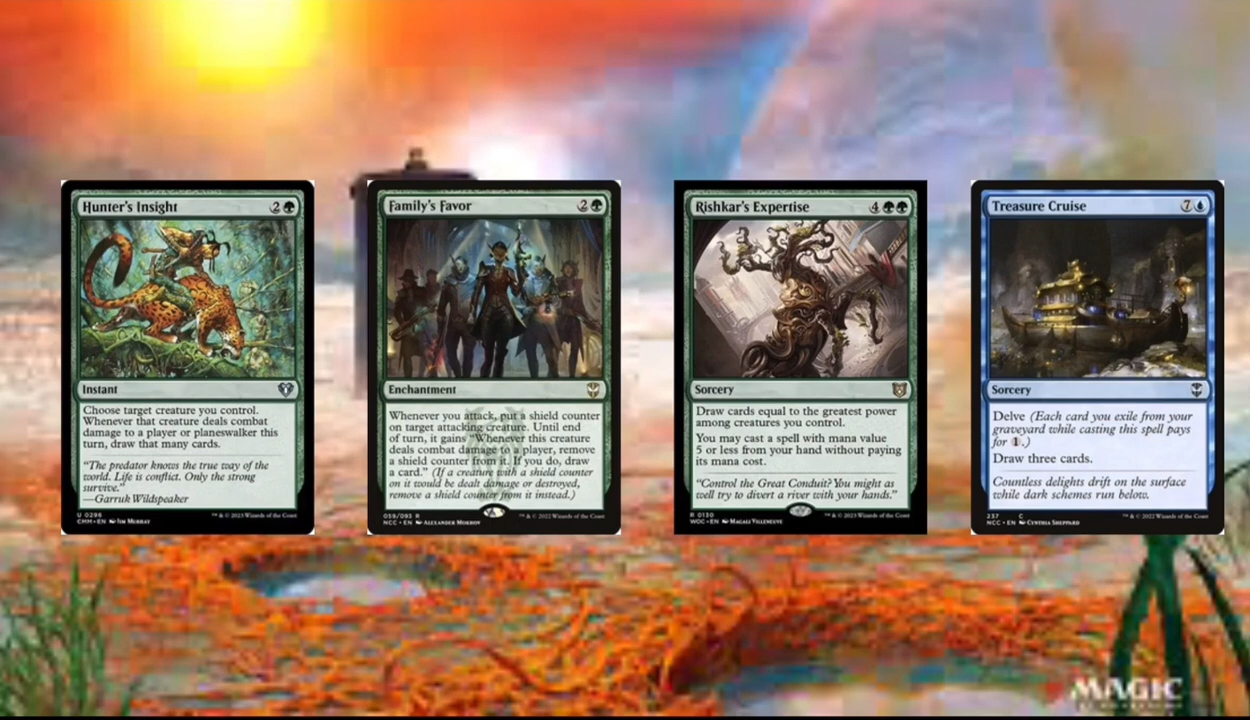 Hunter's Insight 2
Instant
Choose target creature you control.
Whenever that creature deals combat
damage to a player or planeswalker this
turn, draw that many cards.
"The predator knows the true way of the
world. Life is conflict. Only the strong
survive."
—Garruk Wildspeaker
U 0296
CMM • EN Jim Murray
™ & © 2023 Wizards of the Coast
Family's Favor 2
Enchantment
Whenever you attack, put a shield counter
on target attacking creature. Until end
of turn, it gains "Whenever this creature
deals combat damage to a player, remove
a shield counter from it. If you do, draw
a card." (If a creature with a shield counter
on it would be dealt damage or destroyed,
remove a shield counter from it instead.)
059/093 R
NCC • EN Alexander Mokhov
™ & © 2022 Wizards of the Coast
Rishkar's Expertise 4
Sorcery
Draw cards equal to the greatest power
among creatures you control.
You may cast a spell with mana value
5 or less from your hand without paying
its mana cost.
"Control the Great Conduit? You might as
well try to divert a river with your hands."
R 0130
WOC • EN Magali Villeneuve
™ & © 2023 Wizards of the Coast
Treasure Cruise 7
Sorcery
Delve (Each card you exile from your
graveyard while casting this spell pays
for 1.)
Draw three cards.
Countless delights drift on the surface
while dark schemes run below.
237 C
NCC • EN Cynthia Sheppard
™ & © 2022 Wizards of the Coast
MAGIC